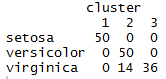 cluster
1 2 3
setosa 50 0 0
versicolor 0 50 0
virginica 0 14 36